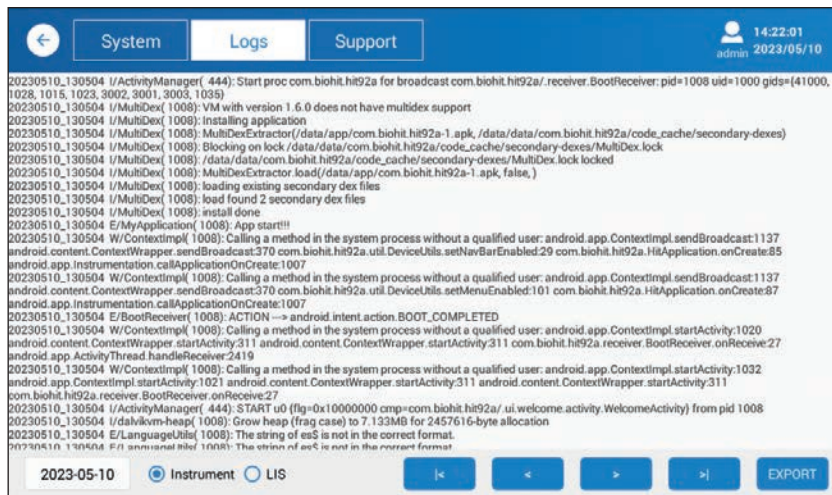 System
Logs
Support
14:22:01
admin 2023/05/10
20230510_130504 I/ActivityManager( 444): Start proc com.biohit.hit92a for broadcast com.biohit.hit92a/.receiver.BootReceiver: pid=1008 uid=1000 gids={41000,
1028, 1015, 1023, 3002, 3001, 3003, 1035}
20230510_130504 I/MultiDex( 1008): VM with version 1.6.0 does not have multidex support
20230510_130504 I/MultiDex( 1008): Installing application
20230510_130504 I/MultiDex( 1008): MultiDexExtractor(/data/app/com.biohit.hit92a-1.apk, /data/data/com.biohit.hit92a/code_cache/secondary-dexes)
20230510_130504 I/MultiDex( 1008): Blocking on lock /data/data/com.biohit.hit92a/code_cache/secondary-dexes/MultiDex.lock
20230510_130504 I/MultiDex( 1008): /data/data/com.biohit.hit92a/code_cache/secondary-dexes/MultiDex.lock locked
20230510_130504 I/MultiDex( 1008): MultiDexExtractor.load(/data/app/com.biohit.hit92a-1.apk, false, )
20230510_130504 I/MultiDex( 1008): loading existing secondary dex files
20230510_130504 I/MultiDex( 1008): load found 2 secondary dex files
20230510_130504 I/MultiDex( 1008): install done
20230510_130504 E/MyApplication( 1008): App start!!!
20230510_130504 W/ContextImpl( 1008): Calling a method in the system process without a qualified user: android.app.ContextImpl.sendBroadcast:1137
android.content.ContextWrapper.sendBroadcast:370 com.biohit.hit92a.util.DeviceUtils.setNavBarEnabled:29 com.biohit.hit92a.HitApplication.onCreate:85
android.app.Instrumentation.callApplicationOnCreate:1007
20230510_130504 W/ContextImpl( 1008): Calling a method in the system process without a qualified user: android.app.ContextImpl.sendBroadcast:1137
android.content.ContextWrapper.sendBroadcast:370 com.biohit.hit92a.util.DeviceUtils.setMenuEnabled:101 com.biohit.hit92a.HitApplication.onCreate:87
android.app.Instrumentation.callApplicationOnCreate:1007
20230510_130504 E/BootReceiver( 1008): ACTION ---> android.intent.action.BOOT_COMPLETED
20230510_130504 W/ContextImpl( 1008): Calling a method in the system process without a qualified user: android.app.ContextImpl.startActivity:1020
android.content.ContextWrapper.startActivity:311 android.content.ContextWrapper.startActivity:311 com.biohit.hit92a.receiver.BootReceiver.onReceive:27
android.app.ActivityThread.handleReceiver:2419
20230510_130504 W/ContextImpl( 1008): Calling a method in the system process without a qualified user: android.app.ContextImpl.startActivity:1032
android.app.ContextImpl.startActivity:1021 android.content.ContextWrapper.startActivity:311 android.content.ContextWrapper.startActivity:311
com.biohit.hit92a.receiver.BootReceiver.onReceive:27
20230510_130504 I/ActivityManager( 444): START u0 {flg=0x10000000 cmp=com.biohit.hit92a/.ui.welcome.activity.WelcomeActivity} from pid 1008
20230510_130504 I/dalvikvm-heap( 1008): Grow heap (frag case) to 7.133MB for 2457616-byte allocation
20230510_130504 E/LanguageUtils( 1008): The string of es$ is not in the correct format.
20230510_130504 E/LanguageUtils( 1008): The string of es$ is not in the correct format.
2023-05-10
Instrument
LIS
|<
<
>
>|
EXPORT